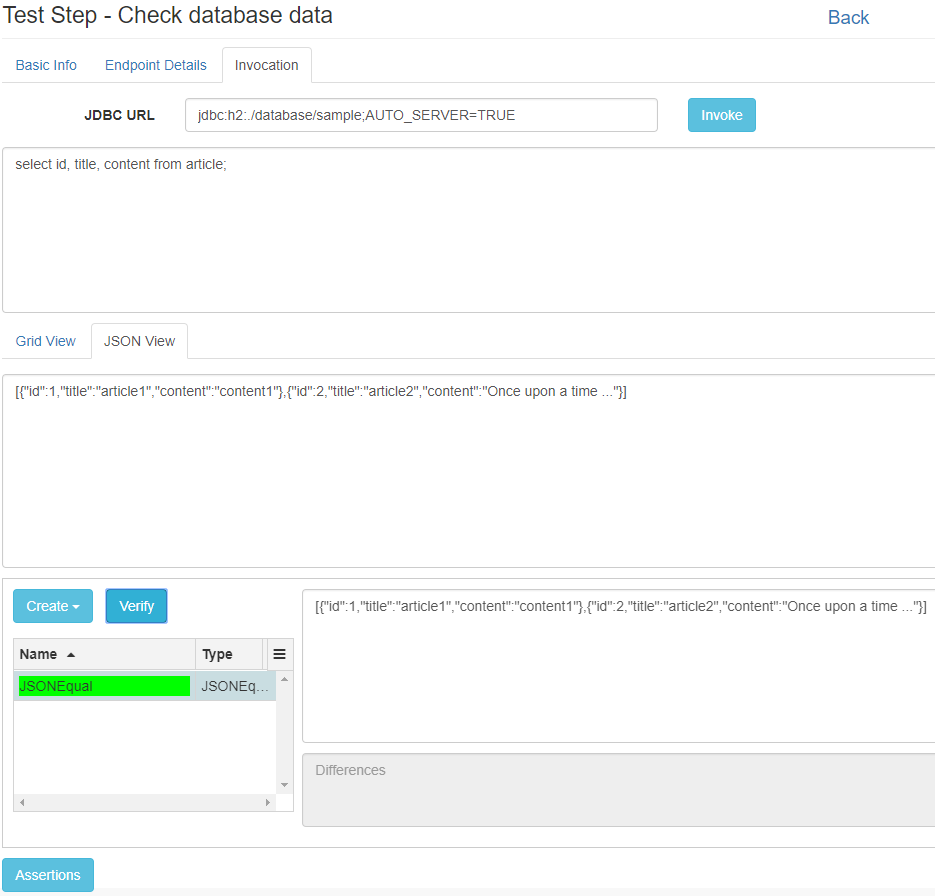 Test Step - Check database data Back
Basic Info Endpoint Details Invocation
JDBC URL jdbc:h2:./database/sample;AUTO_SERVER=TRUE Invoke
select id, title, content from article;
Grid View JSON View
[{"id":1,"title":"article1","content":"content1"},{"id":2,"title":"article2","content":"Once upon a time ..."}]
Create Verify
[{"id":1,"title":"article1","content":"content1"},{"id":2,"title":"article2","content":"Once upon a time ..."}]
Name Type
JSONEqual JSONEq...
Differences
Assertions